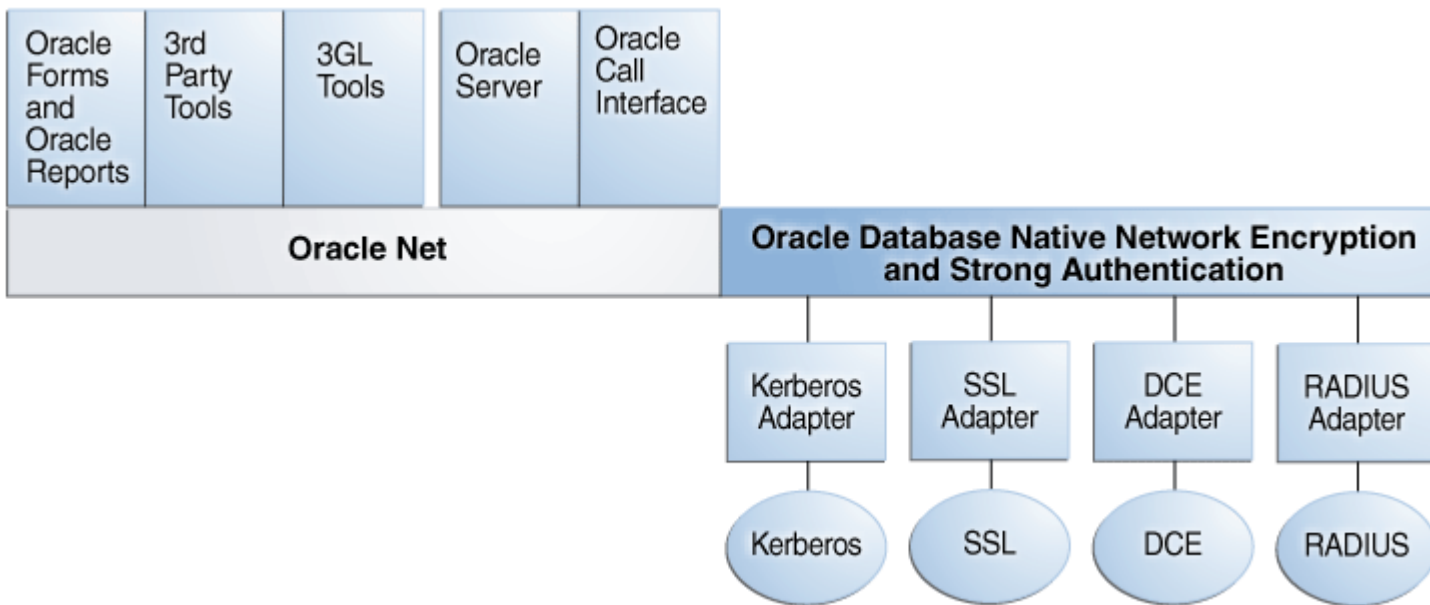 Oracle
Forms
and
Oracle
Reports
3rd
Party
Tools
3GL
Tools
Oracle
Server
Oracle
Call
Interface
Oracle Net
Oracle Database Native Network Encryption
and Strong Authentication
Kerberos
Adapter
SSL
Adapter
DCE
Adapter
RADIUS
Adapter
Kerberos
SSL
DCE
RADIUS